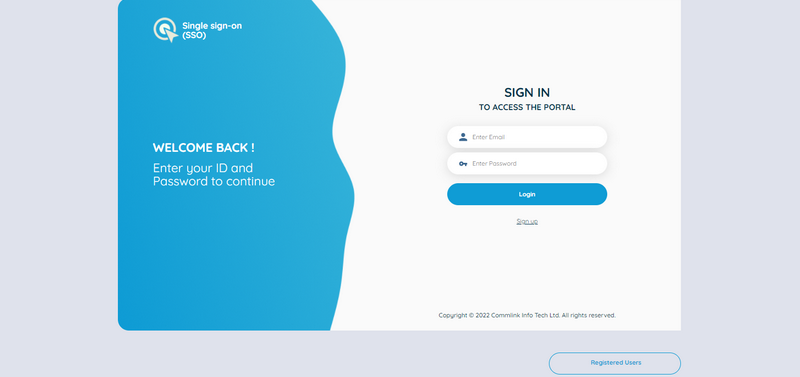 Single sign-on
(SSO)
WELCOME BACK !
Enter your ID and
Password to continue
SIGN IN
TO ACCESS THE PORTAL
Enter Email
Enter Password
Login
Sign up
Copyright © 2022 Commlink Info Tech Ltd. All rights reserved.
Registered Users